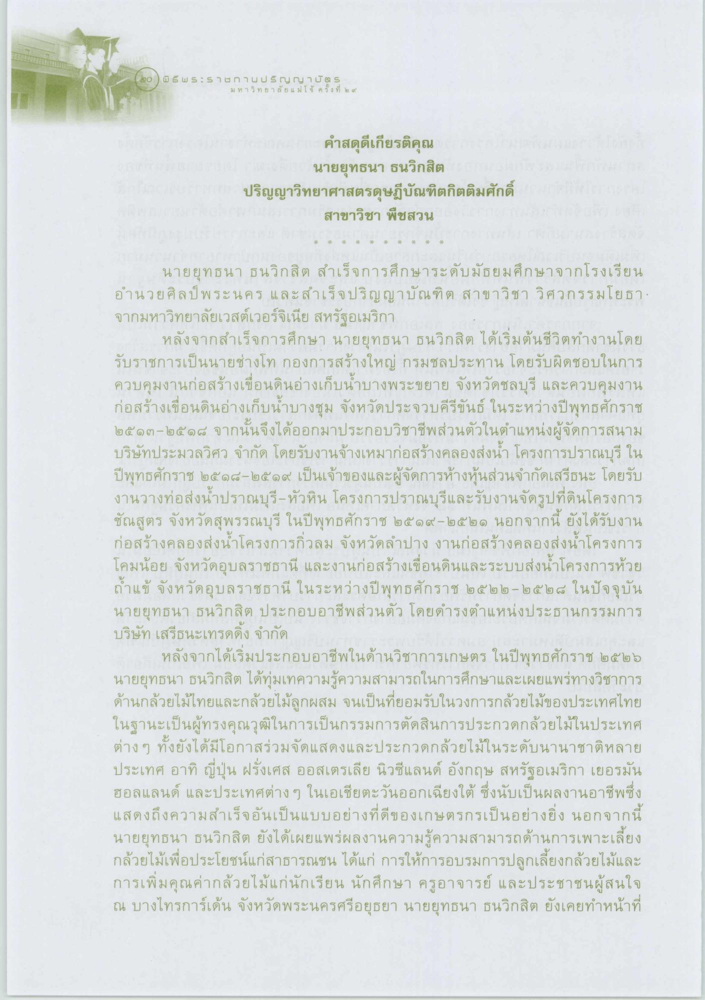 ๒๐ พิธีพระราชทานปริญญาบัตร
มหาวิทยาลัยแม่โจ้ ครั้งที่ ๒๙
คำสดุดีเกียรติคุณ
นายยุทธนา ธนวิกสิต
ปริญญาวิทยาศาสตรดุษฎีบัณฑิตกิตติมศักดิ์
สาขาวิชา พืชสวน
* * * * * * * * * *
นายยุทธนา ธนวิกสิต สำเร็จการศึกษาระดับมัธยมศึกษาจากโรงเรียน
อำนวยศิลป์พระนคร และสำเร็จปริญญาบัณฑิต สาขาวิชา วิศวกรรมโยธา
จากมหาวิทยาลัยเวสต์เวอร์จิเนีย สหรัฐอเมริกา
หลังจากสำเร็จการศึกษา นายยุทธนา ธนวิกสิต ได้เริ่มต้นชีวิตทำงานโดย
รับราชการเป็นนายช่างโท กองการสร้างใหญ่ กรมชลประทาน โดยรับผิดชอบในการ
ควบคุมงานก่อสร้างเขื่อนดินอ่างเก็บน้ำบางพระขยาย จังหวัดชลบุรี และควบคุมงาน
ก่อสร้างเขื่อนดินอ่างเก็บน้ำบางชุม จังหวัดประจวบคีรีขันธ์ ในระหว่างปีพุทธศักราช
๒๕๑๓-๒๕๑๘ จากนั้นจึงได้ออกมาประกอบวิชาชีพส่วนตัวในตำแหน่งผู้จัดการสนาม
บริษัทประมวลวิศว จำกัด โดยรับงานจ้างเหมาก่อสร้างคลองส่งน้ำ โครงการปราณบุรี ใน
ปีพุทธศักราช ๒๕๑๘-๒๕๑๙ เป็นเจ้าของและผู้จัดการห้างหุ้นส่วนจำกัดเสรีธนะ โดยรับ
งานวางท่อส่งน้ำปราณบุรี-หัวหิน โครงการปราณบุรีและรับงานจัดรูปที่ดินโครงการ
ชัณสูตร จังหวัดสุพรรณบุรี ในปีพุทธศักราช ๒๕๑๙-๒๕๒๑ นอกจากนี้ ยังได้รับงาน
ก่อสร้างคลองส่งน้ำโครงการกิ่วลม จังหวัดลำปาง งานก่อสร้างคลองส่งน้ำโครงการ
โคมน้อย จังหวัดอุบลราชธานี และงานก่อสร้างเขื่อนดินและระบบส่งน้ำโครงการห้วย
ถ้ำแข้ จังหวัดอุบลราชธานี ในระหว่างปีพุทธศักราช ๒๕๒๒-๒๕๒๘ ในปัจจุบัน
นายยุทธนา ธนวิกสิต ประกอบอาชีพส่วนตัว โดยดำรงตำแหน่งประธานกรรมการ
บริษัท เสรีธนะเทรดดิ้ง จำกัด
หลังจากได้เริ่มประกอบอาชีพในด้านวิชาการเกษตร ในปีพุทธศักราช ๒๕๒๖
นายยุทธนา ธนวิกสิต ได้ทุ่มเทความรู้ความสามารถในการศึกษาและเผยแพร่ทางวิชาการ
ด้านกล้วยไม้ไทยและกล้วยไม้ลูกผสม จนเป็นที่ยอมรับในวงการกล้วยไม้ของประเทศไทย
ในฐานะเป็นผู้ทรงคุณวุฒิในการเป็นกรรมการตัดสินการประกวดกล้วยไม้ในประเทศ
ต่างๆ ทั้งยังได้มีโอกาสร่วมจัดแสดงและประกวดกล้วยไม้ในระดับนานาชาติหลาย
ประเทศ อาทิ ญี่ปุ่น ฝรั่งเศส ออสเตรเลีย นิวซีแลนด์ อังกฤษ สหรัฐอเมริกา เยอรมัน
ฮอลแลนด์ และประเทศต่างๆ ในเอเชียตะวันออกเฉียงใต้ ซึ่งนับเป็นผลงานอาชีพซึ่ง
แสดงถึงความสำเร็จอันเป็นแบบอย่างที่ดีของเกษตรกรเป็นอย่างยิ่ง นอกจากนี้
นายยุทธนา ธนวิกสิต ยังได้เผยแพร่ผลงานความรู้ความสามารถด้านการเพาะเลี้ยง
กล้วยไม้เพื่อประโยชน์แก่สาธารณชน ได้แก่ การให้การอบรมการปลูกเลี้ยงกล้วยไม้และ
การเพิ่มคุณค่ากล้วยไม้แก่นักเรียน นักศึกษา ครูอาจารย์ และประชาชนผู้สนใจ
ณ บางไทรการ์เด้น จังหวัดพระนครศรีอยุธยา นายยุทธนา ธนวิกสิต ยังเคยทำหน้าที่